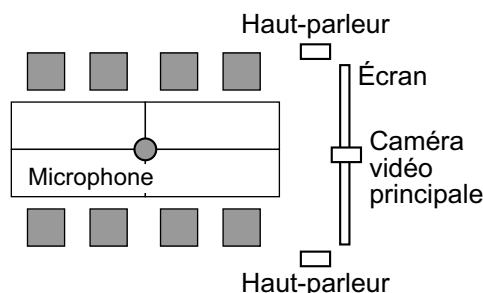 Haut-parleur
Écran
Caméra
vidéo
principale
Microphone
Haut-parleur